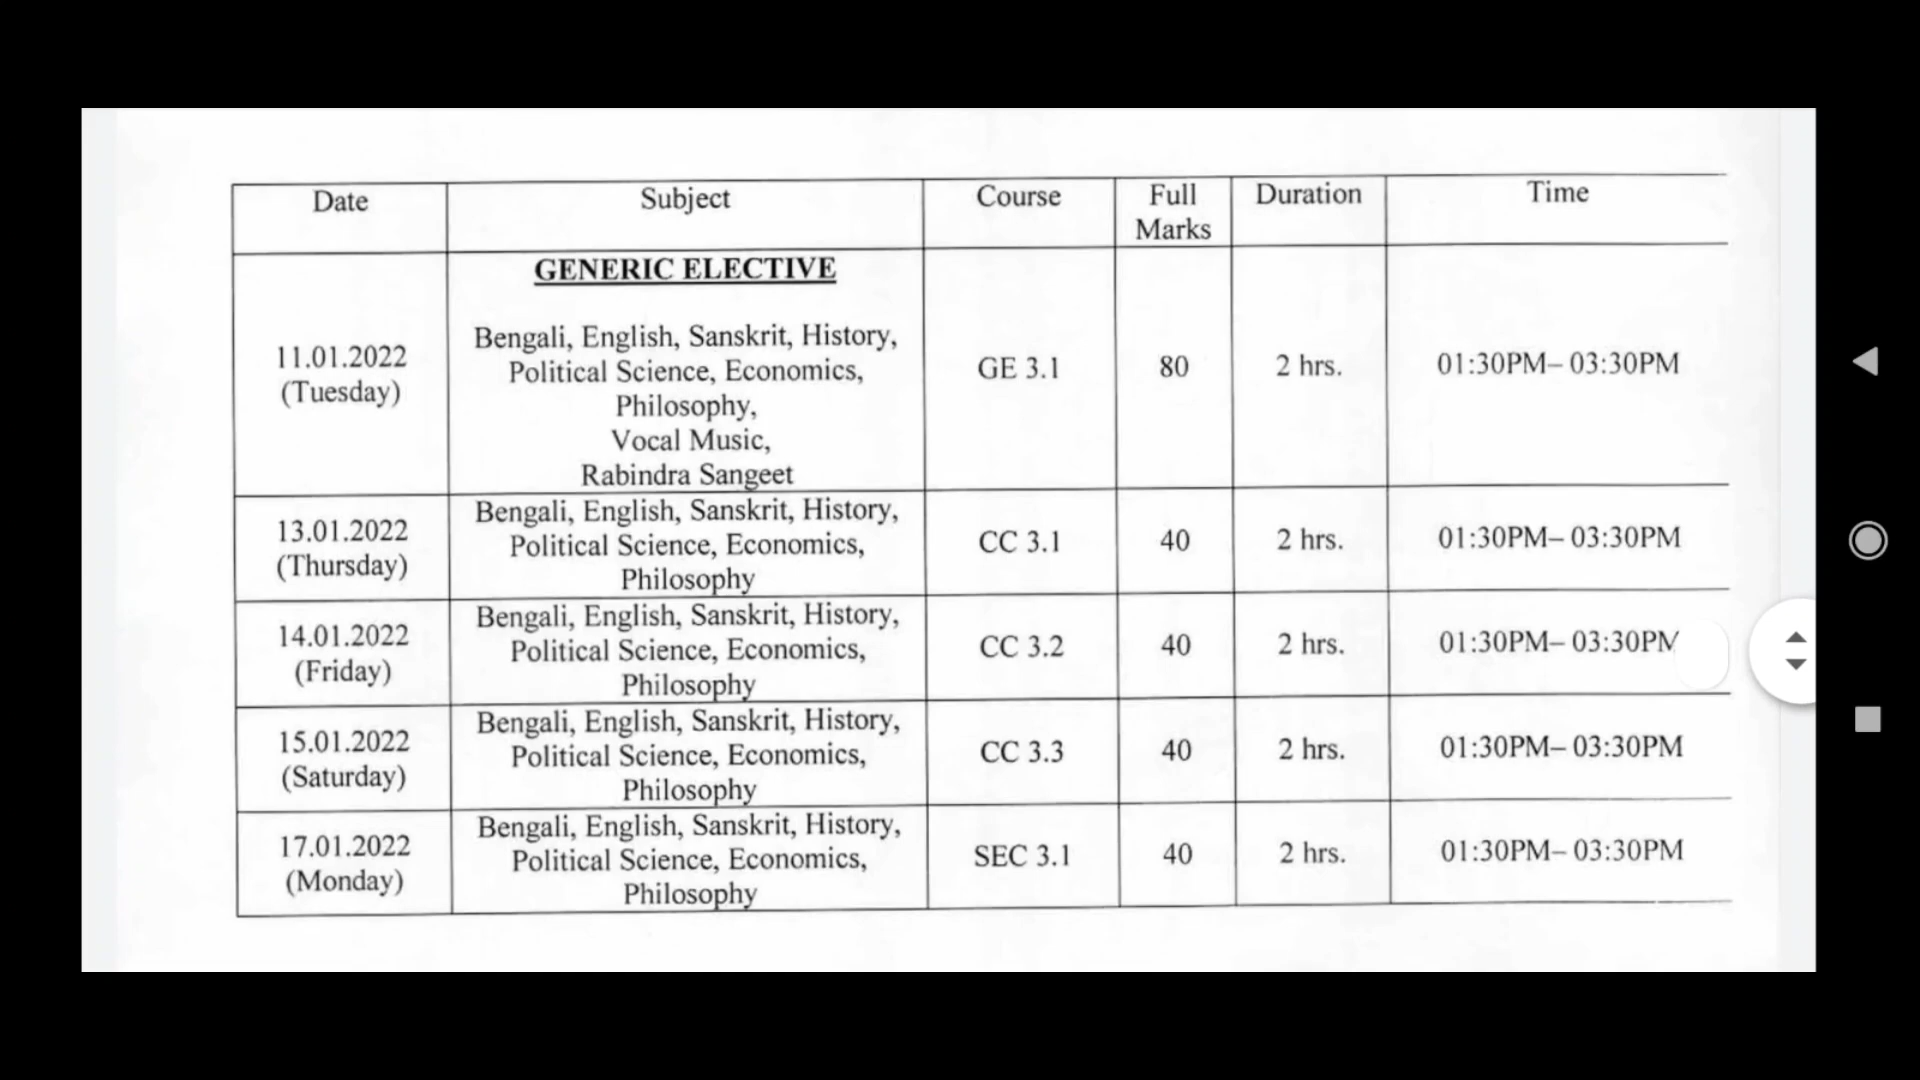 Date Subject Course Full Marks Duration Time
GENERIC ELECTIVE
11.01.2022
(Tuesday)
Bengali, English, Sanskrit, History,
Political Science, Economics,
Philosophy,
Vocal Music,
Rabindra Sangeet
GE 3.1 80 2 hrs. 01:30PM– 03:30PM
13.01.2022
(Thursday)
Bengali, English, Sanskrit, History,
Political Science, Economics,
Philosophy
CC 3.1 40 2 hrs. 01:30PM– 03:30PM
14.01.2022
(Friday)
Bengali, English, Sanskrit, History,
Political Science, Economics,
Philosophy
CC 3.2 40 2 hrs. 01:30PM– 03:30PM
15.01.2022
(Saturday)
Bengali, English, Sanskrit, History,
Political Science, Economics,
Philosophy
CC 3.3 40 2 hrs. 01:30PM– 03:30PM
17.01.2022
(Monday)
Bengali, English, Sanskrit, History,
Political Science, Economics,
Philosophy
SEC 3.1 40 2 hrs. 01:30PM– 03:30PM